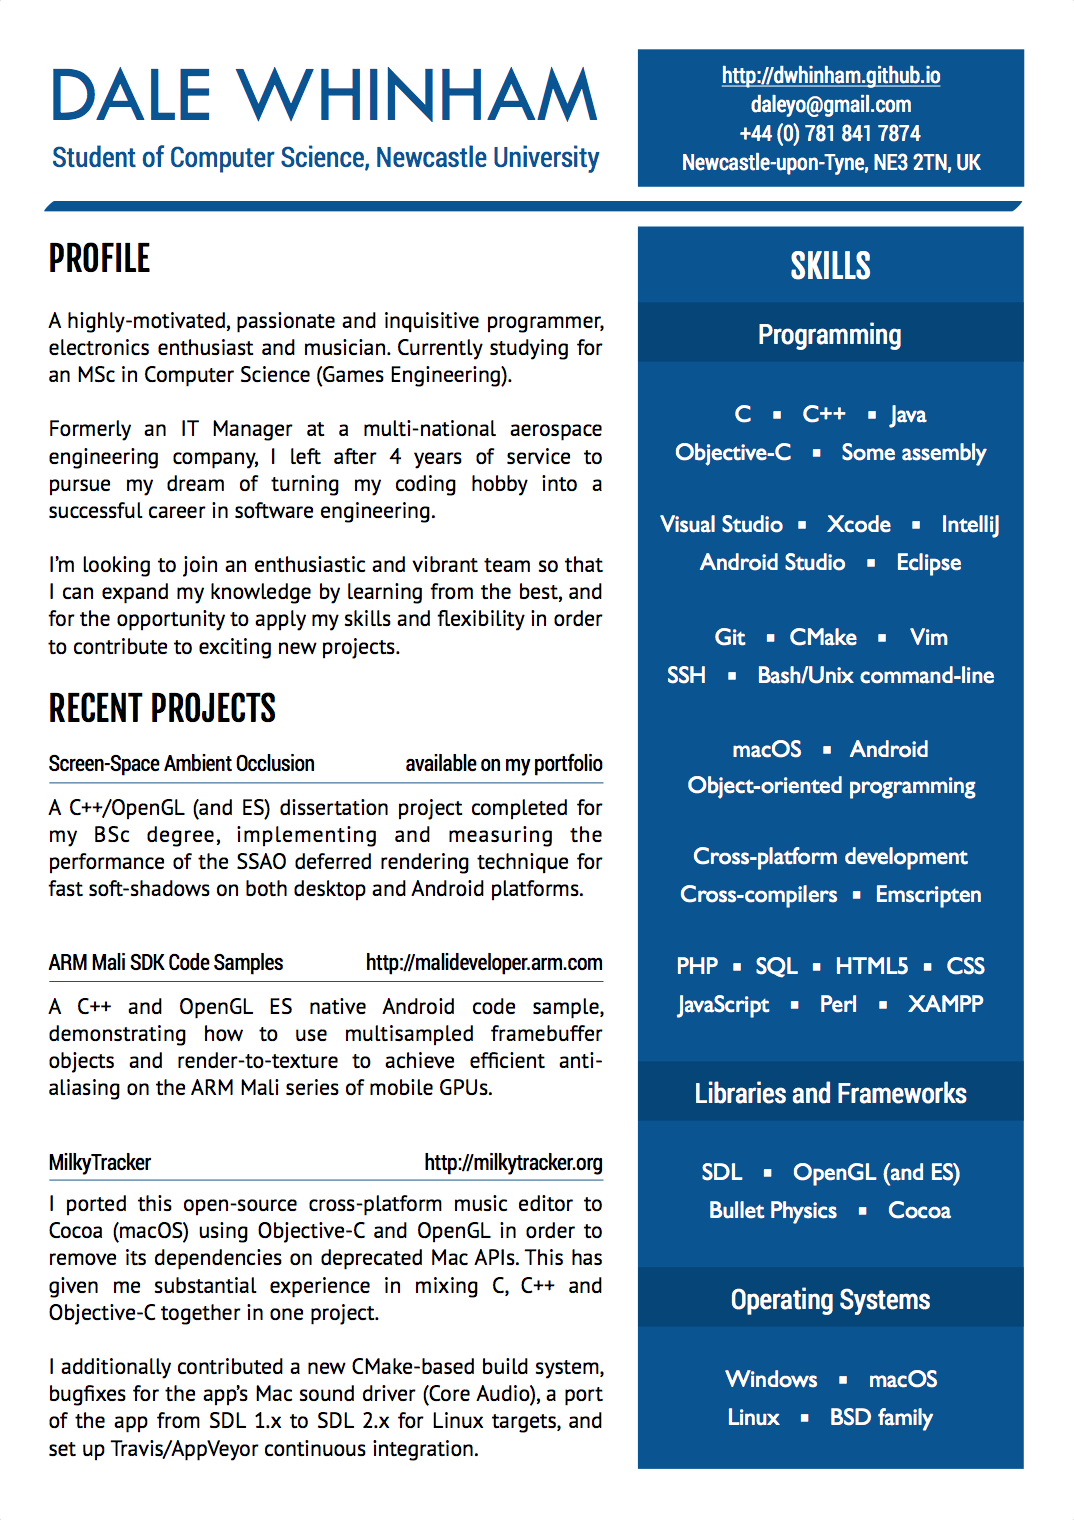 DALE WHINHAM
Student of Computer Science, Newcastle University
http://dwhinham.github.io
daleyo@gmail.com
+44 (0) 781 841 7874
Newcastle-upon-Tyne, NE3 2TN, UK
PROFILE
A highly-motivated, passionate and inquisitive programmer,
electronics enthusiast and musician. Currently studying for
an MSc in Computer Science (Games Engineering).
Formerly an IT Manager at a multi-national aerospace
engineering company, I left after 4 years of service to
pursue my dream of turning my coding hobby into a
successful career in software engineering.
I'm looking to join an enthusiastic and vibrant team so that
I can expand my knowledge by learning from the best, and
for the opportunity to apply my skills and flexibility in order
to contribute to exciting new projects.
RECENT PROJECTS
Screen-Space Ambient Occlusion available on my portfolio
A C++/OpenGL (and ES) dissertation project completed for
my BSc degree, implementing and measuring the
performance of the SSAO deferred rendering technique for
fast soft-shadows on both desktop and Android platforms.
ARM Mali SDK Code Samples http://malideveloper.arm.com
A C++ and OpenGL ES native Android code sample,
demonstrating how to use multisampled framebuffer
objects and render-to-texture to achieve efficient anti-
aliasing on the ARM Mali series of mobile GPUs.
MilkyTracker http://milkytracker.org
I ported this open-source cross-platform music editor to
Cocoa (macOS) using Objective-C and OpenGL in order to
remove its dependencies on deprecated Mac APIs. This has
given me substantial experience in mixing C, C++ and
Objective-C together in one project.
I additionally contributed a new CMake-based build system,
bugfixes for the app's Mac sound driver (Core Audio), a port
of the app from SDL 1.x to SDL 2.x for Linux targets, and
set up Travis/AppVeyor continuous integration.
SKILLS
Programming
C ▪ C++ ▪ Java
Objective-C ▪ Some assembly
Visual Studio ▪ Xcode ▪ IntelliJ
Android Studio ▪ Eclipse
Git ▪ CMake ▪ Vim
SSH ▪ Bash/Unix command-line
macOS ▪ Android
Object-oriented programming
Cross-platform development
Cross-compilers ▪ Emscripten
PHP ▪ SQL ▪ HTML5 ▪ CSS
JavaScript ▪ Perl ▪ XAMPP
Libraries and Frameworks
SDL ▪ OpenGL (and ES)
Bullet Physics ▪ Cocoa
Operating Systems
Windows ▪ macOS
Linux ▪ BSD family